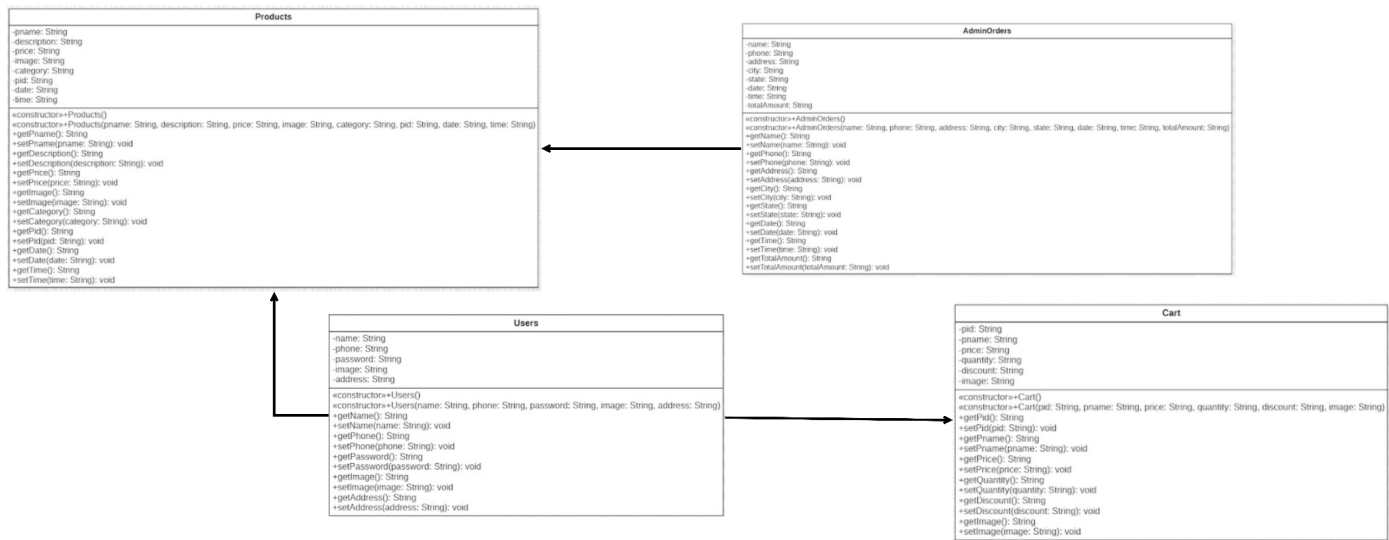 Products
-pname: String
-description: String
-price: String
-image: String
-category: String
-pid: String
-date: String
-time: String
«constructor»+Products()
«constructor»+Products(pname: String, description: String, price: String, image: String, category: String, pid: String, date: String, time: String)
+getPname(): String
+setPname(pname: String): void
+getDescription(): String
+setDescription(description: String): void
+getPrice(): String
+setPrice(price: String): void
+getImage(): String
+setImage(image: String): void
+getCategory(): String
+setCategory(category: String): void
+getPid(): String
+setPid(pid: String): void
+getDate(): String
+setDate(date: String): void
+getTime(): String
+setTime(time: String): void
AdminOrders
-name: String
-phone: String
-address: String
-city: String
-state: String
-date: String
-time: String
-totalAmount: String
«constructor»+AdminOrders()
«constructor»+AdminOrders(name: String, phone: String, address: String, city: String, state: String, date: String, time: String, totalAmount: String)
+getName(): String
+setName(name: String): void
+getPhone(): String
+setPhone(phone: String): void
+getAddress(): String
+setAddress(address: String): void
+getCity(): String
+setCity(city: String): void
+getState(): String
+setState(state: String): void
+getDate(): String
+setDate(date: String): void
+getTime(): String
+setTime(time: String): void
+getTotalAmount(): String
+setTotalAmount(totalAmount: String): void
Users
-name: String
-phone: String
-password: String
-image: String
-address: String
«constructor»+Users()
«constructor»+Users(name: String, phone: String, password: String, image: String, address: String)
+getName(): String
+setName(name: String): void
+getPhone(): String
+setPhone(phone: String): void
+getPassword(): String
+setPassword(password: String): void
+getImage(): String
+setImage(image: String): void
+getAddress(): String
+setAddress(address: String): void
Cart
-pid: String
-pname: String
-price: String
-quantity: String
-discount: String
-image: String
«constructor»+Cart()
«constructor»+Cart(pid: String, pname: String, price: String, quantity: String, discount: String, image: String)
+getPid(): String
+setPid(pid: String): void
+getPname(): String
+setPname(pname: String): void
+getPrice(): String
+setPrice(price: String): void
+getQuantity(): String
+setQuantity(quantity: String): void
+getDiscount(): String
+setDiscount(discount: String): void
+getImage(): String
+setImage(image: String): void